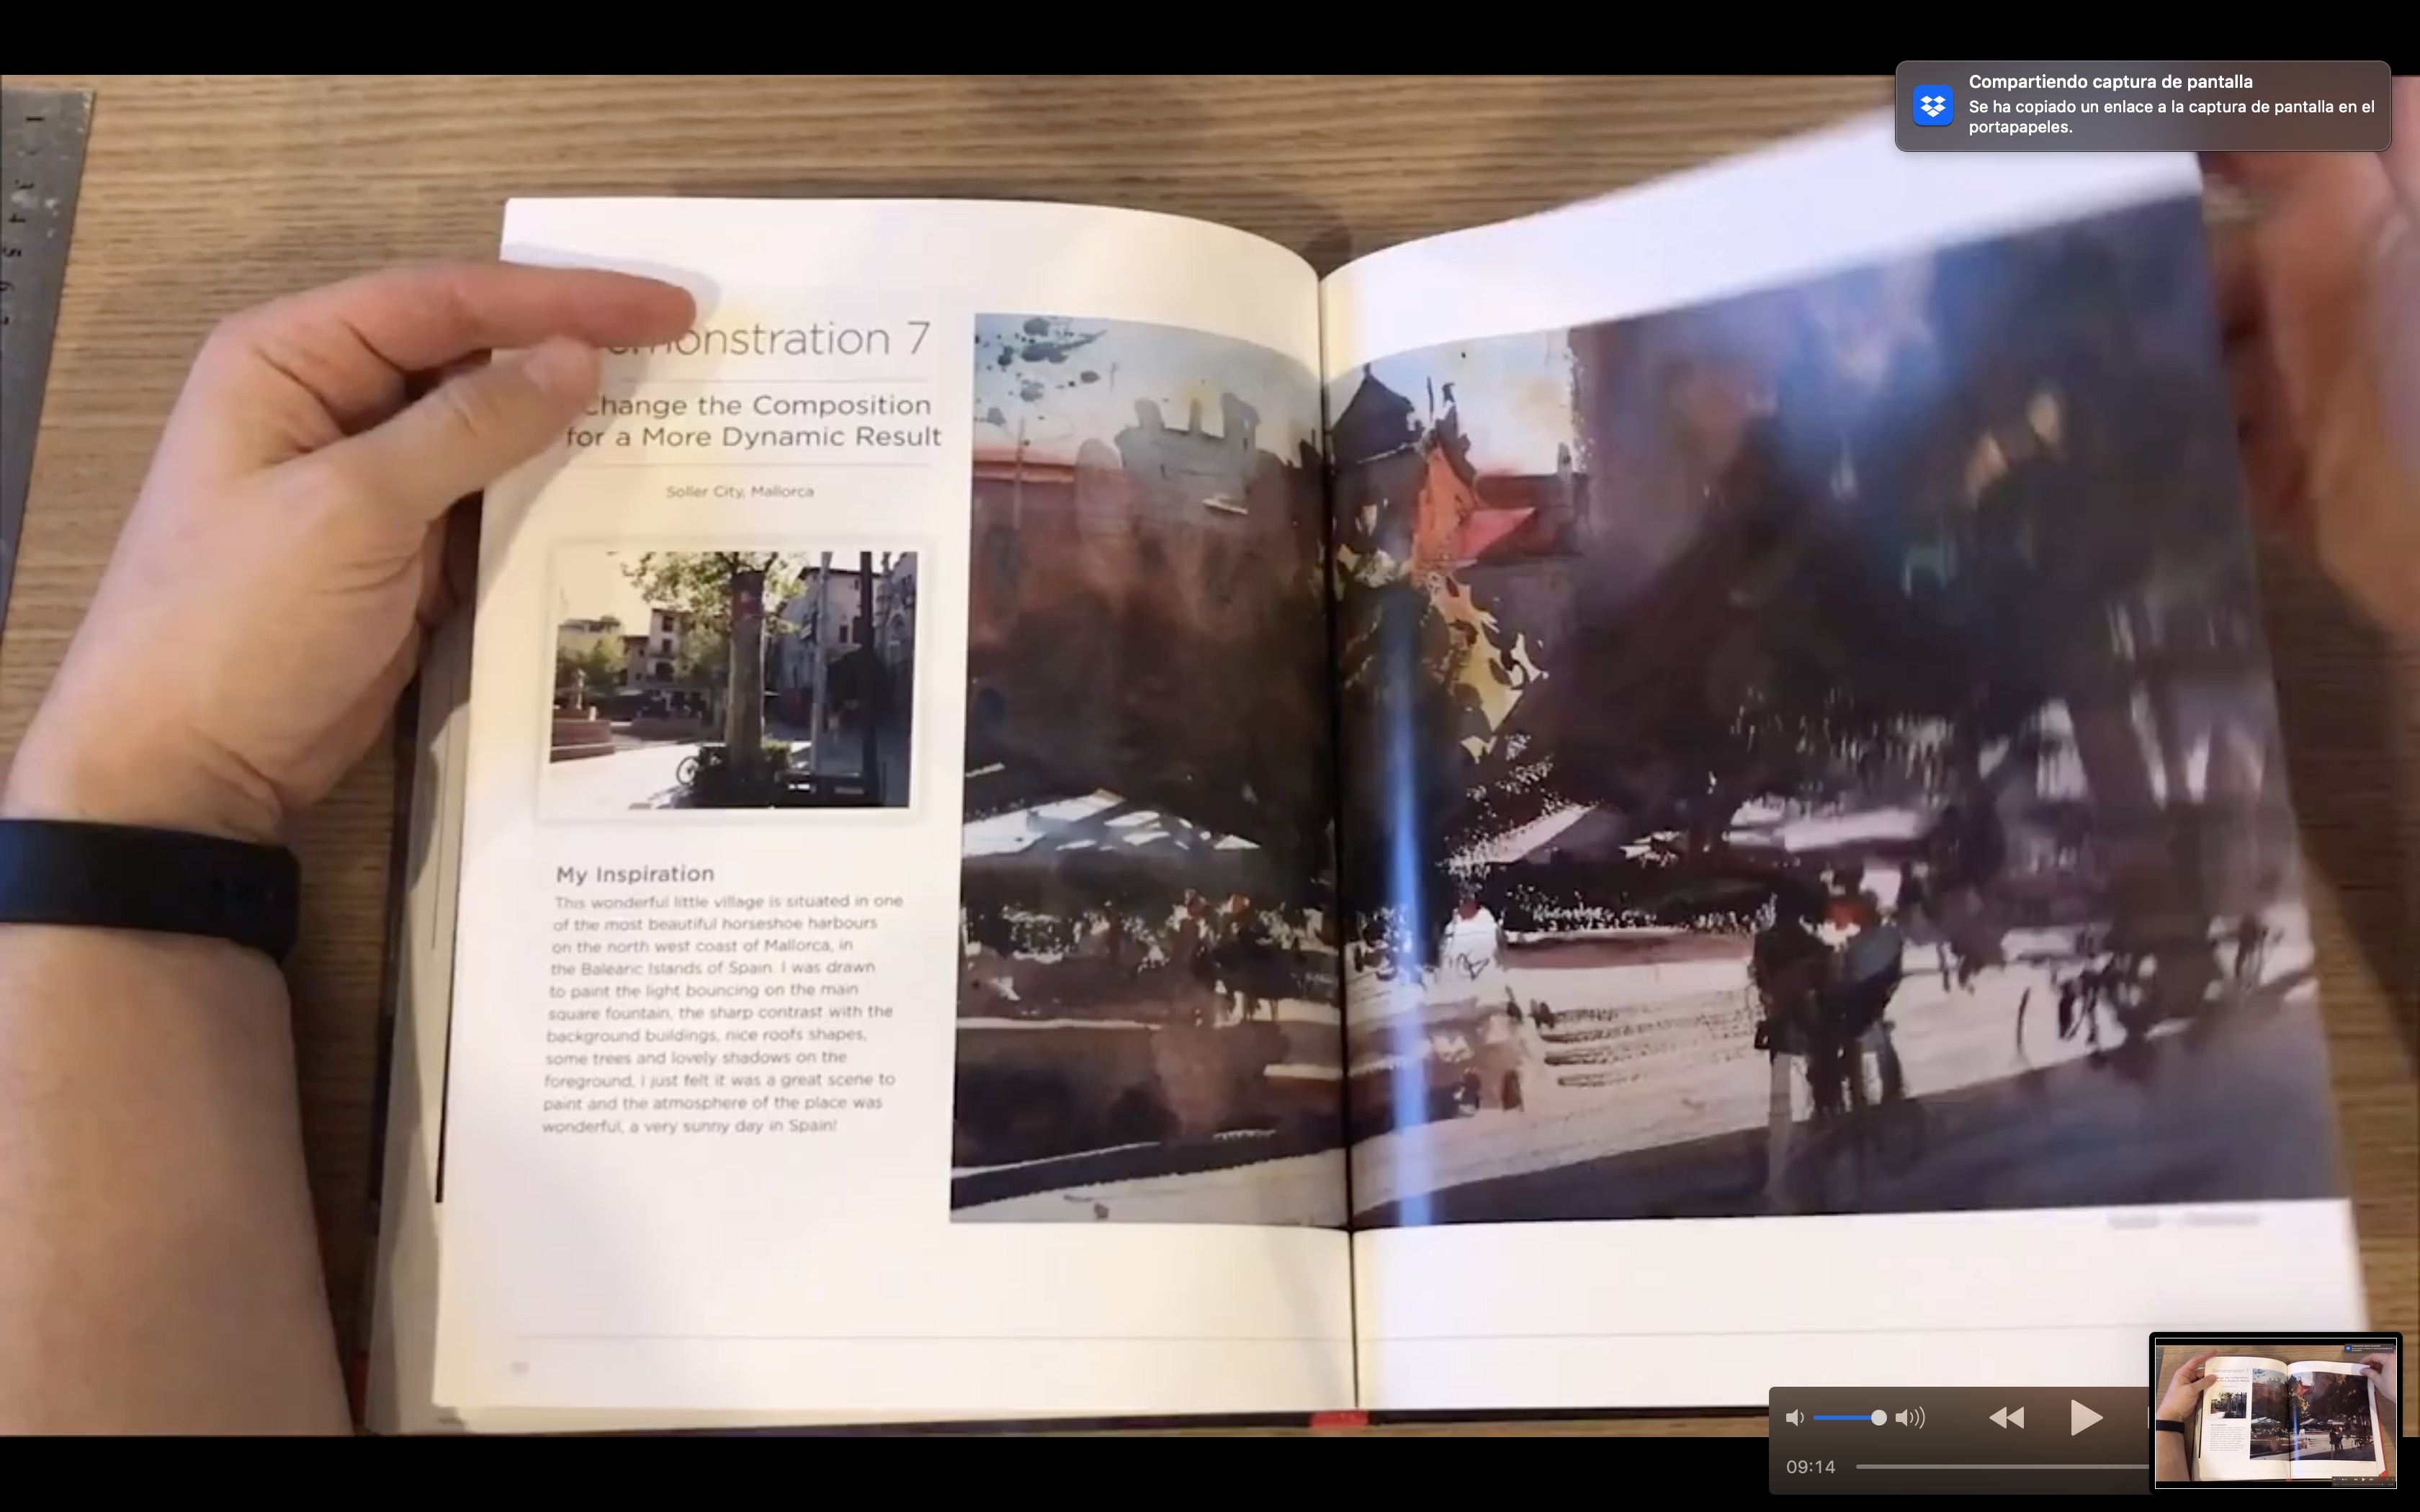 Compartiendo captura de pantalla
Se ha copiado un enlace a la captura de pantalla en el
portapapeles.
monstration 7
Change the Composition
for a More Dynamic Result
Soller City, Mallorca
My Inspiration
This wonderful little village is situated in one
of the most beautiful horseshoe harbours
on the north west coast of Mallorca, in
the Balearic Islands of Spain. I was drawn
to paint the light bouncing on the main
square fountain, the sharp contrast with the
background buildings, nice roofs shapes,
some trees and lovely shadows on the
foreground, I just felt it was a great scene to
paint and the atmosphere of the place was
wonderful, a very sunny day in Spain!
09:14